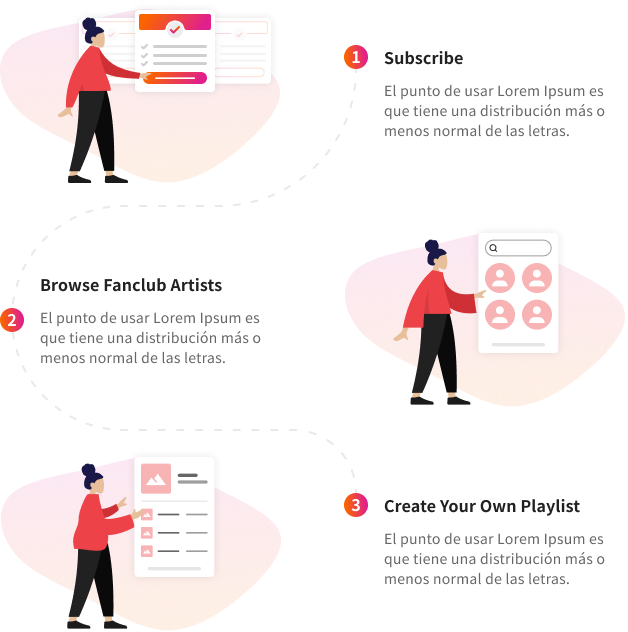 1 Subscribe
El punto de usar Lorem Ipsum es
que tiene una distribución más o
menos normal de las letras.
Browse Fanclub Artists
2 El punto de usar Lorem Ipsum es
que tiene una distribución más o
menos normal de las letras.
3 Create Your Own Playlist
El punto de usar Lorem Ipsum es
que tiene una distribución más o
menos normal de las letras.